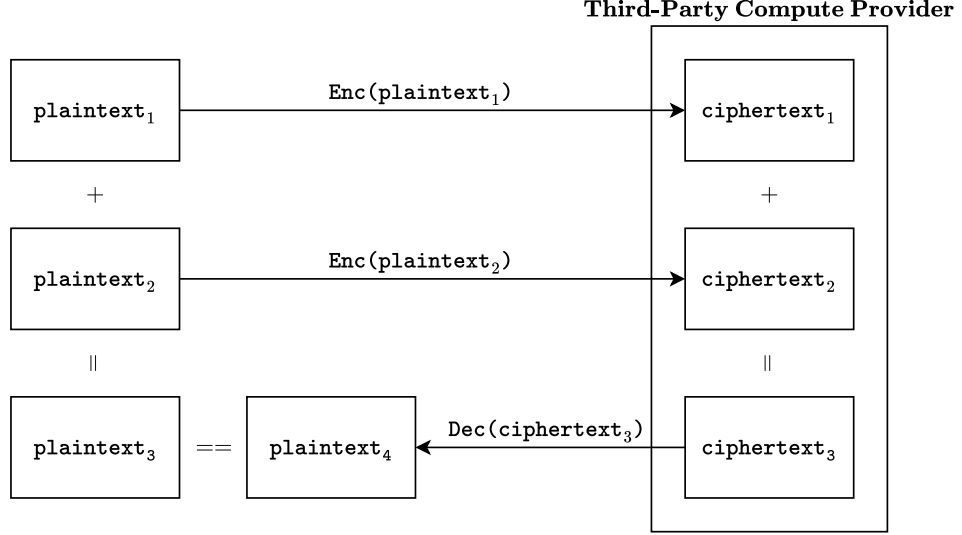 Third-Party Compute Provider
plaintext₁ Enc(plaintext₁) ciphertext₁
+ +
plaintext₂ Enc(plaintext₂) ciphertext₂
= =
plaintext₃ == plaintext₄ Dec(ciphertext₃) ciphertext₃